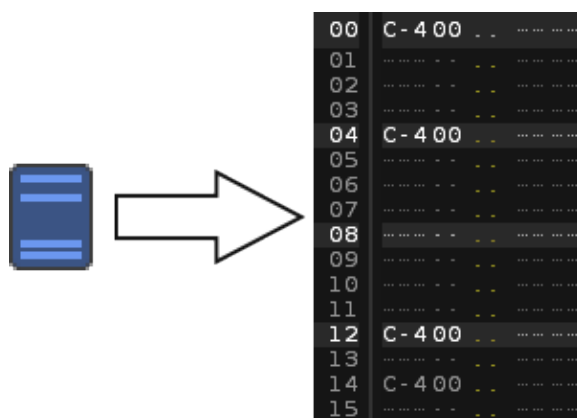 00 C-400 .. ... ...
01 ... ... - - .. ... ...
02 ... ... - - .. ... ...
03 ... ... - - .. ... ...
04 C-400 .. ... ...
05 ... ... - - .. ... ...
06 ... ... - - .. ... ...
07 ... ... - - .. ... ...
08 ... ... - - .. ... ...
09 ... ... - - .. ... ...
10 ... ... - - .. ... ...
11 ... ... - - .. ... ...
12 C-400 .. ... ...
13 ... ... - - .. ... ...
14 C-400 .. ... ...
15 ... ... - - .. ... ...